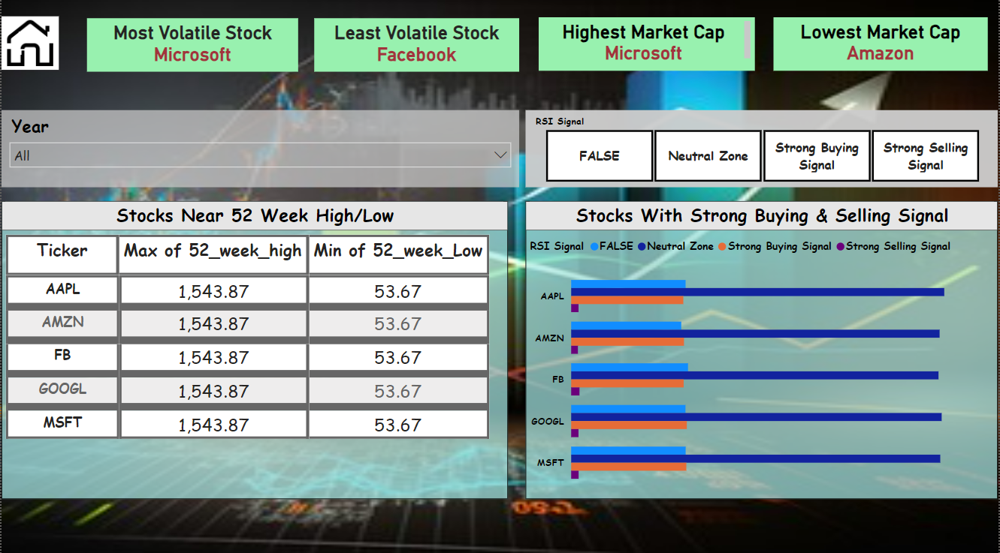 Most Volatile Stock
Microsoft
Least Volatile Stock
Facebook
Highest Market Cap
Microsoft
Lowest Market Cap
Amazon
Year
All
RSI Signal
FALSE
Neutral Zone
Strong Buying
Signal
Strong Selling
Signal
Stocks Near 52 Week High/Low
Ticker Max of 52_week_high Min of 52_week_Low
AAPL 1,543.87 53.67
AMZN 1,543.87 53.67
FB 1,543.87 53.67
GOOGL 1,543.87 53.67
MSFT 1,543.87 53.67
Stocks With Strong Buying & Selling Signal
RSI Signal FALSE Neutral Zone Strong Buying Signal Strong Selling Signal
AAPL
AMZN
FB
GOOGL
MSFT